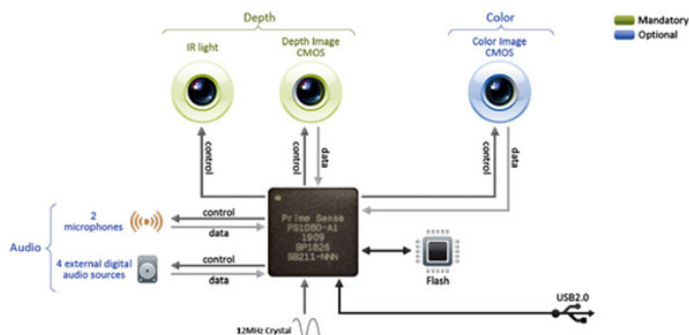 Depth
Color
Mandatory
Optional
IR light
Depth Image
CMOS
Color Image
CMOS
control
control
data
control
data
2
microphones
control
data
Audio
4 external digital
audio sources
control
data
Prime Sense
PS1080-A1
1909
BP1826
SB211-NNN
Flash
USB2.0
12MHz Crystal